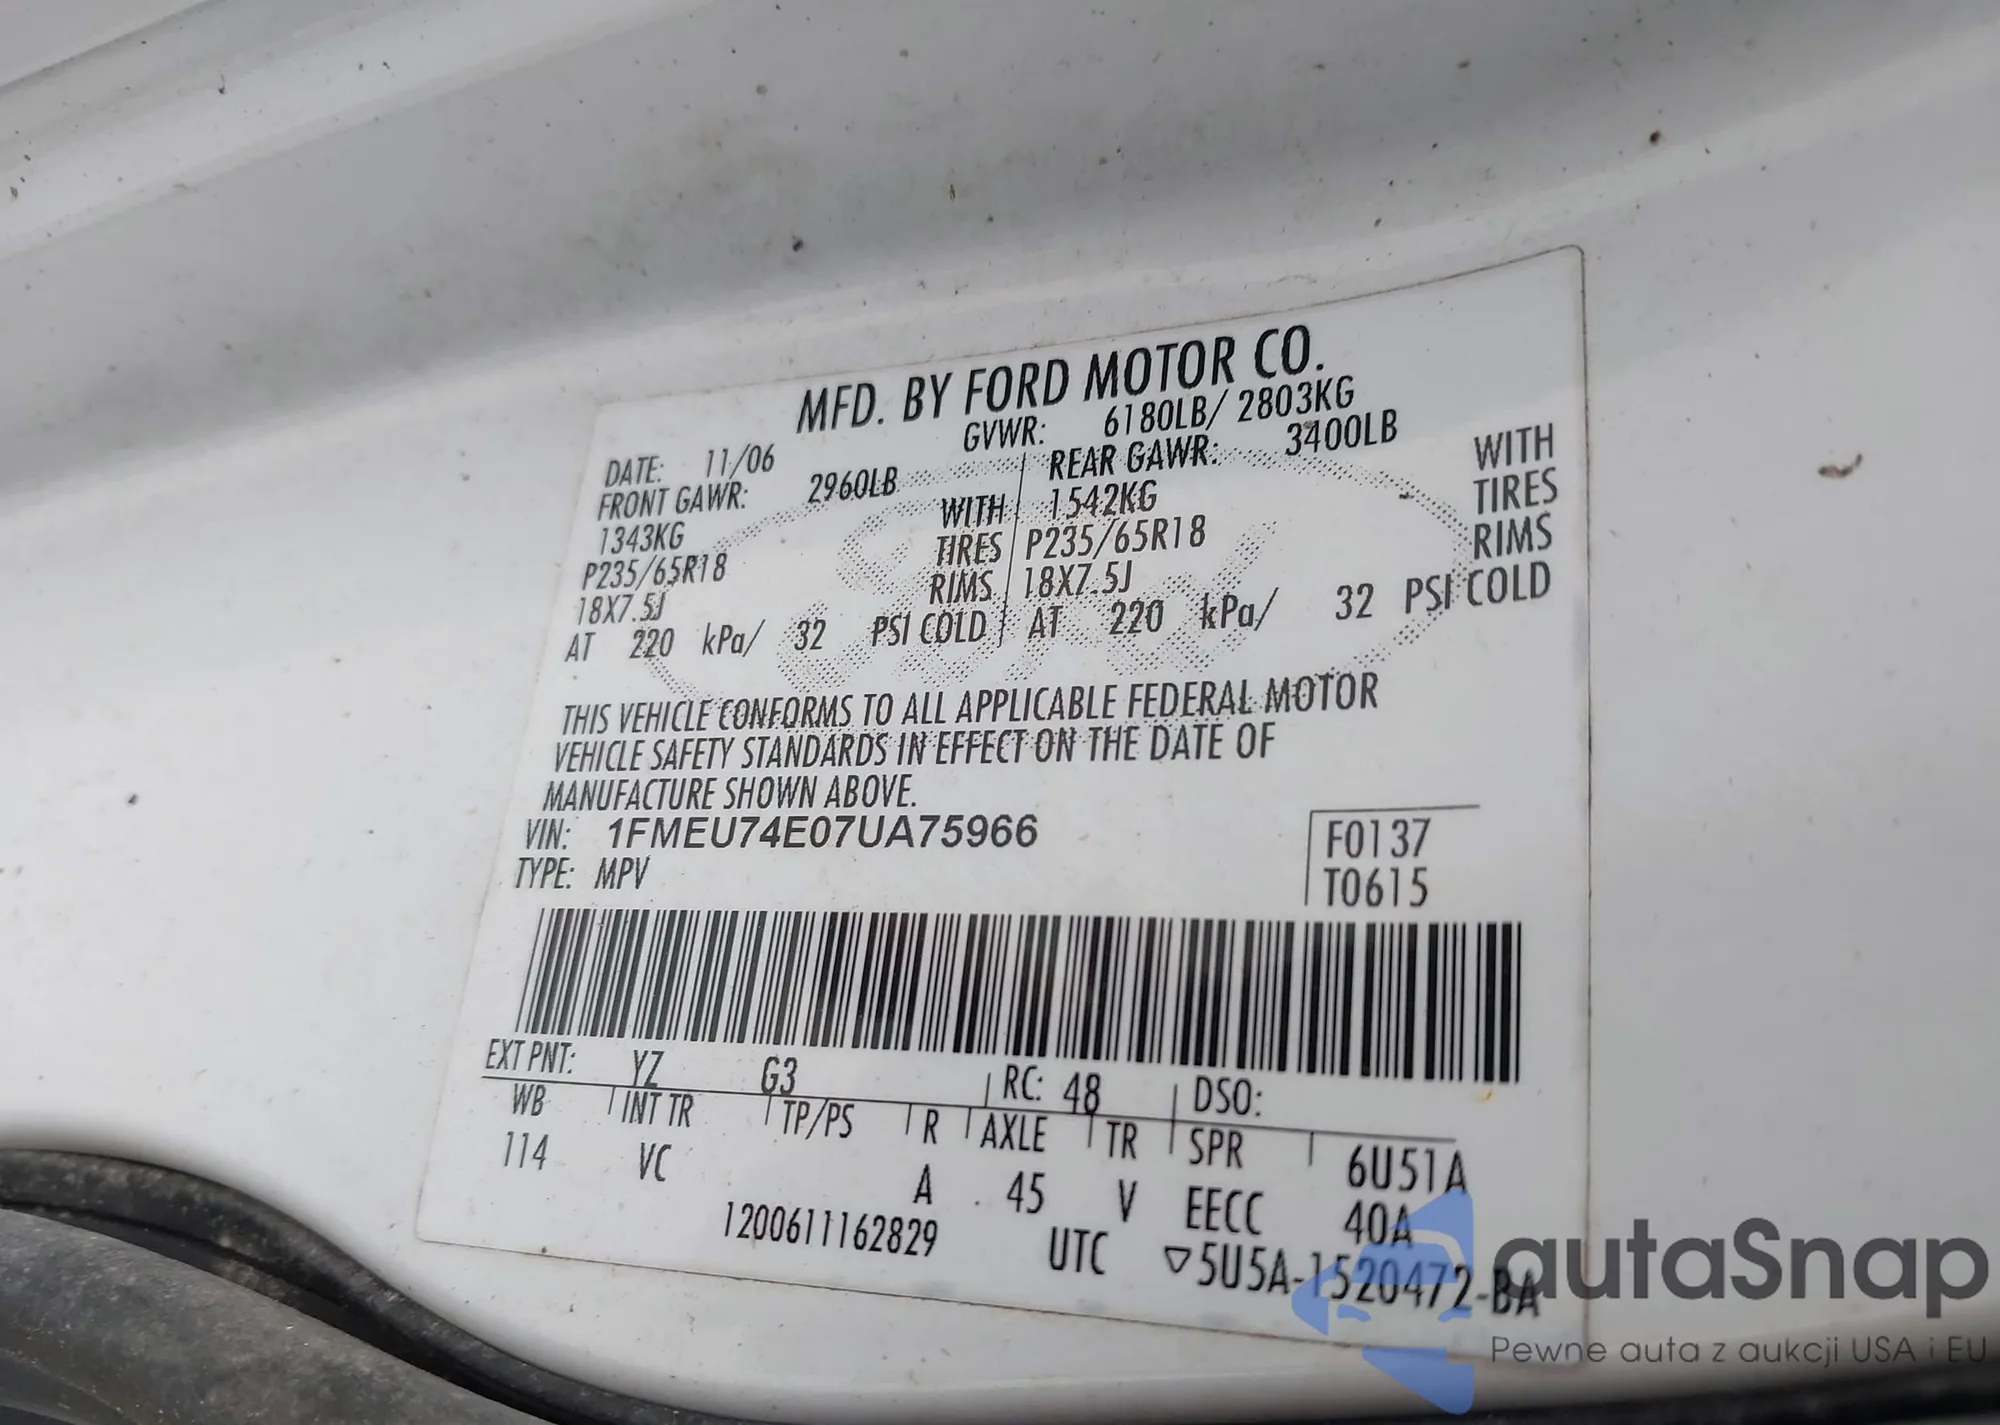 MFD. BY FORD MOTOR CO.
DATE: 11/06 GVWR: 6180LB/ 2803KG
FRONT GAWR: 2960LB REAR GAWR: 3400LB
1343KG WITH 1542KG WITH
P235/65R18 TIRES P235/65R18 TIRES
18X7.5J RIMS 18X7.5J RIMS
AT 220 kPa/ 32 PSI COLD AT 220 kPa/ 32 PSI COLD
THIS VEHICLE CONFORMS TO ALL APPLICABLE FEDERAL MOTOR
VEHICLE SAFETY STANDARDS IN EFFECT ON THE DATE OF
MANUFACTURE SHOWN ABOVE.
VIN: 1FMEU74E07UA75966 F0137
TYPE: MPV T0615
EXT PNT: YZ G3 RC: 48 DSO:
WB INT TR TP/PS R AXLE TR SPR 6U51A
114 VC A 45 V EECC 40A
1200611162829 UTC ▽5U5A-1520472-BA
autaSnap
Pewne auta z aukcji USA i EU